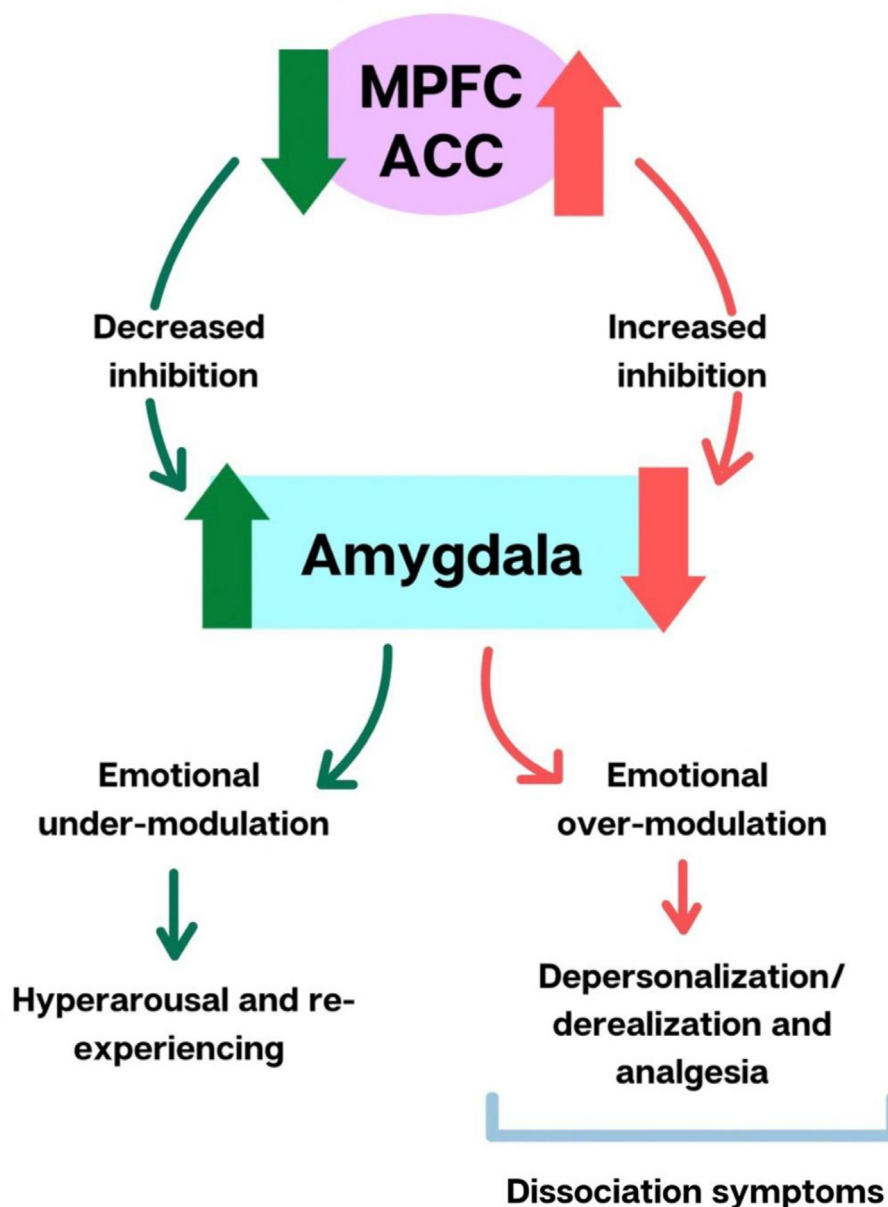 MPFC
ACC
Decreased
inhibition
Increased
inhibition
Amygdala
Emotional
under-modulation
Emotional
over-modulation
Hyperarousal and re-
experiencing
Depersonalization/
derealization and
analgesia
Dissociation symptoms